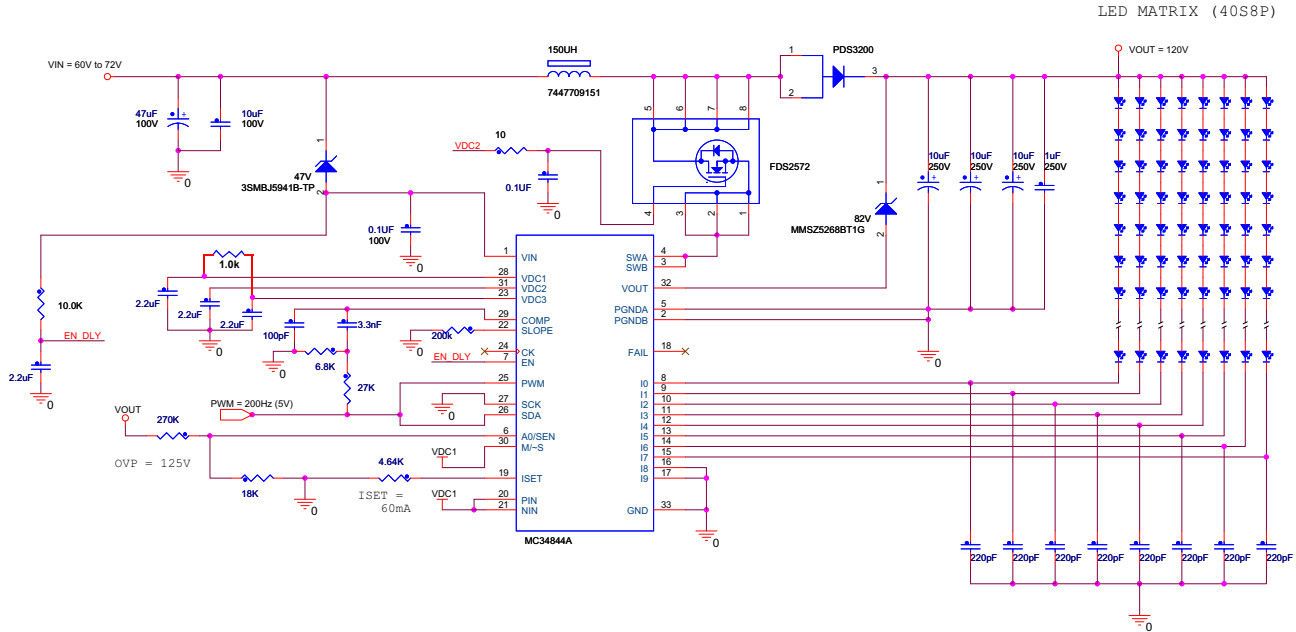 LED MATRIX (40S8P)
VIN = 60V to 72V
150UH
7447709151
1
2
PDS3200
3
VOUT = 120V
47uF
100V
10uF
100V
0
1
47V
3SMBJ5941B-TP
2
VDC2
10
0.1UF
0
5
6
7
8
FDS2572
4
3
2
1
10uF
250V
10uF
250V
10uF
250V
1uF
250V
1
82V
MMSZ5268BT1G
2
0.1UF
100V
0
1.0k
2.2uF
2.2uF
2.2uF
0
10.0K
EN_DLY
2.2uF
0
100pF
3.3nF
0
6.8K
27K
200k
0
EN_DLY
PWM = 200Hz (5V)
0
VOUT
270K
OVP = 125V
18K
0
4.64K
ISET =
60mA
VDC1
VDC1
1 VIN
28 VDC1
31 VDC2
23 VDC3
29 COMP
22 SLOPE
24 CK
7 EN
25 PWM
27 SCK
26 SDA
6 A0/SEN
30 M/~S
19 ISET
20 PIN
21 NIN
SWA 4
SWB 3
VOUT 32
PGNDA 5
PGNDB 2
FAIL 18
I0 8
I1 9
I2 10
I3 11
I4 12
I5 13
I6 14
I7 15
I8 16
I9 17
GND 33
MC34844A
0
0
220pF
220pF
220pF
220pF
220pF
220pF
220pF
220pF
0